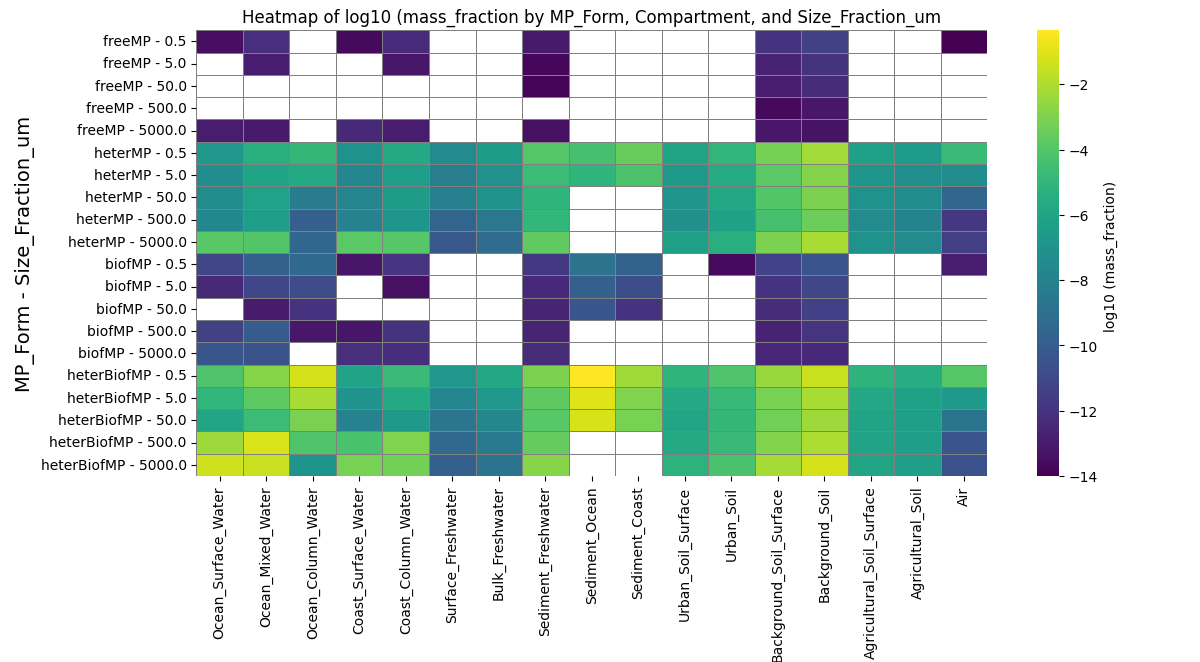 Heatmap of log10 (mass_fraction by MP_Form, Compartment, and Size_Fraction_um
MP_Form - Size_Fraction_um
freeMP - 0.5
freeMP - 5.0
freeMP - 50.0
freeMP - 500.0
freeMP - 5000.0
heterMP - 0.5
heterMP - 5.0
heterMP - 50.0
heterMP - 500.0
heterMP - 5000.0
biofMP - 0.5
biofMP - 5.0
biofMP - 50.0
biofMP - 500.0
biofMP - 5000.0
heterBiofMP - 0.5
heterBiofMP - 5.0
heterBiofMP - 50.0
heterBiofMP - 500.0
heterBiofMP - 5000.0
Ocean_Surface_Water
Ocean_Mixed_Water
Ocean_Column_Water
Coast_Surface_Water
Coast_Column_Water
Surface_Freshwater
Bulk_Freshwater
Sediment_Freshwater
Sediment_Ocean
Sediment_Coast
Urban_Soil_Surface
Urban_Soil
Background_Soil_Surface
Background_Soil
Agricultural_Soil_Surface
Agricultural_Soil
Air
−2
−4
−6
−8
−10
−12
−14
log10 (mass_fraction)